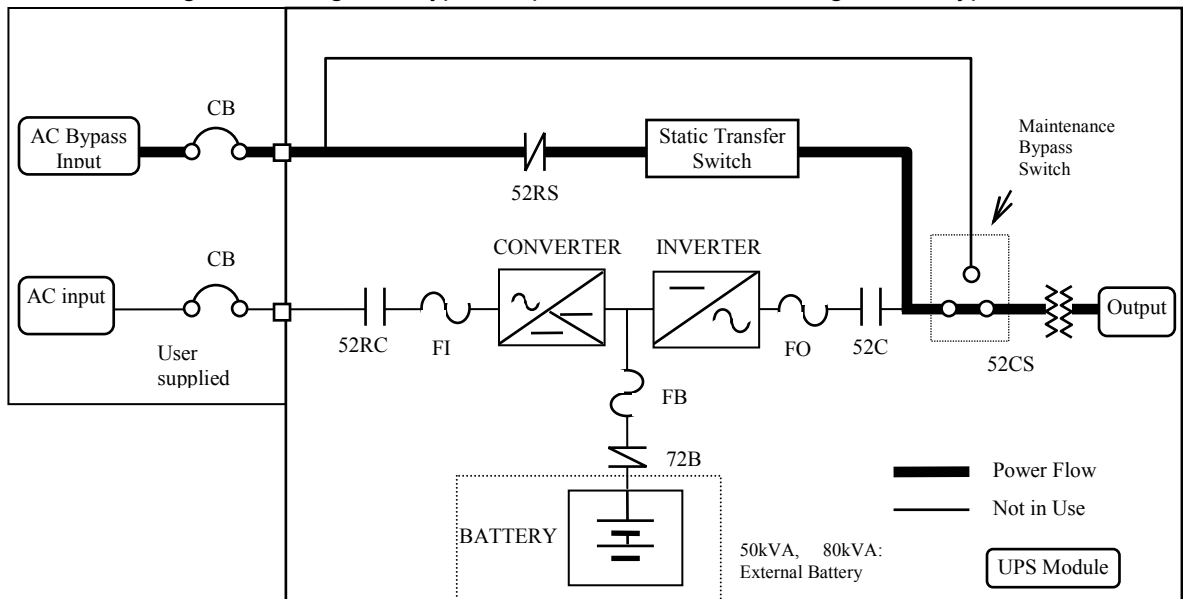 CB
AC Bypass
Input
Static Transfer
Switch
Maintenance
Bypass
Switch
52RS
CB
CONVERTER
INVERTER
AC input
Output
52RC
FI
FO
52C
52CS
User
supplied
FB
72B
Power Flow
Not in Use
BATTERY
50kVA, 80kVA:
External Battery
UPS Module